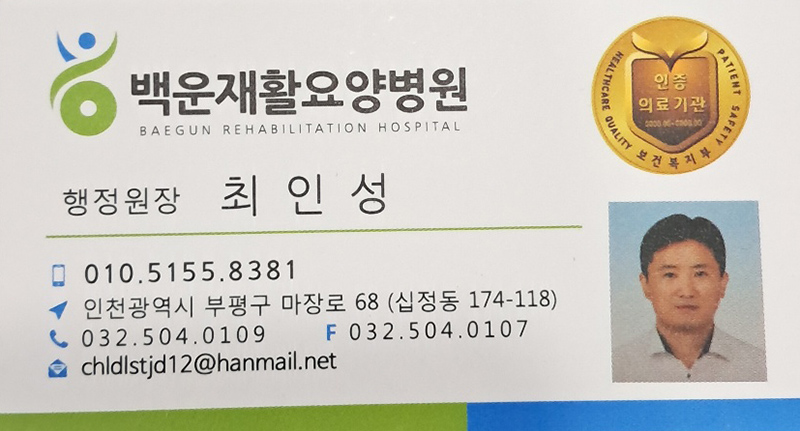 백운재활요양병원
BAEGUN REHABILITATION HOSPITAL
HEALTHCARE QUALITY
PATIENT SAFETY
인증
의료기관
보건복지부
행정원장 최 인 성
010.5155.8381
인천광역시 부평구 마장로 68 (십정동 174-118)
032.504.0109 F 032.504.0107
chldlstjd12@hanmail.net